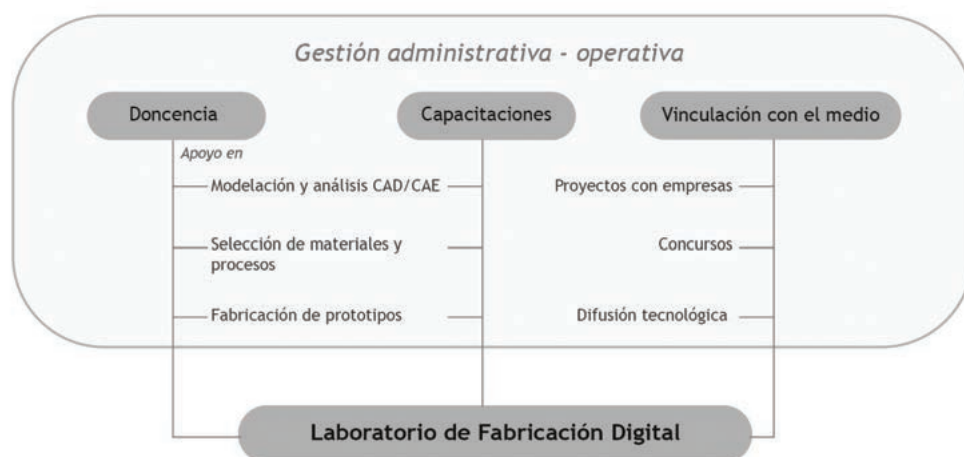 Gestión administrativa - operativa
Doncencia
Capacitaciones
Vinculación con el medio
Apoyo en
Modelación y análisis CAD/CAE
Proyectos con empresas
Selección de materiales y
procesos
Concursos
Fabricación de prototipos
Difusión tecnológica
Laboratorio de Fabricación Digital